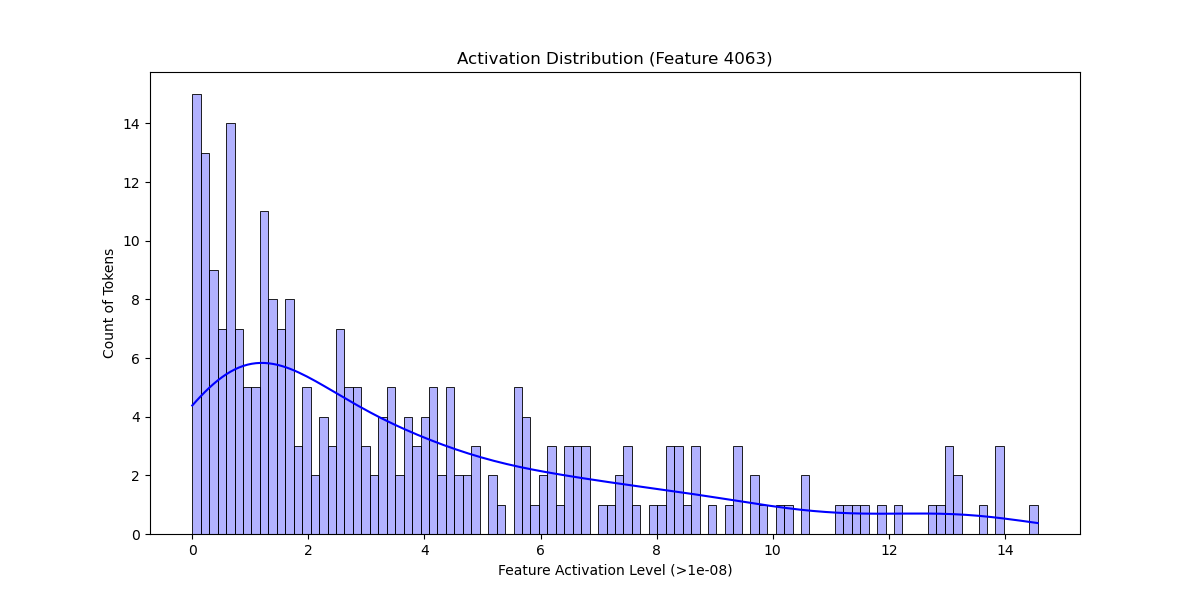 Activation Distribution (Feature 4063)
14
12
10
8
6
4
2
0
Count of Tokens
0 2 4 6 8 10 12 14
Feature Activation Level (>1e-08)